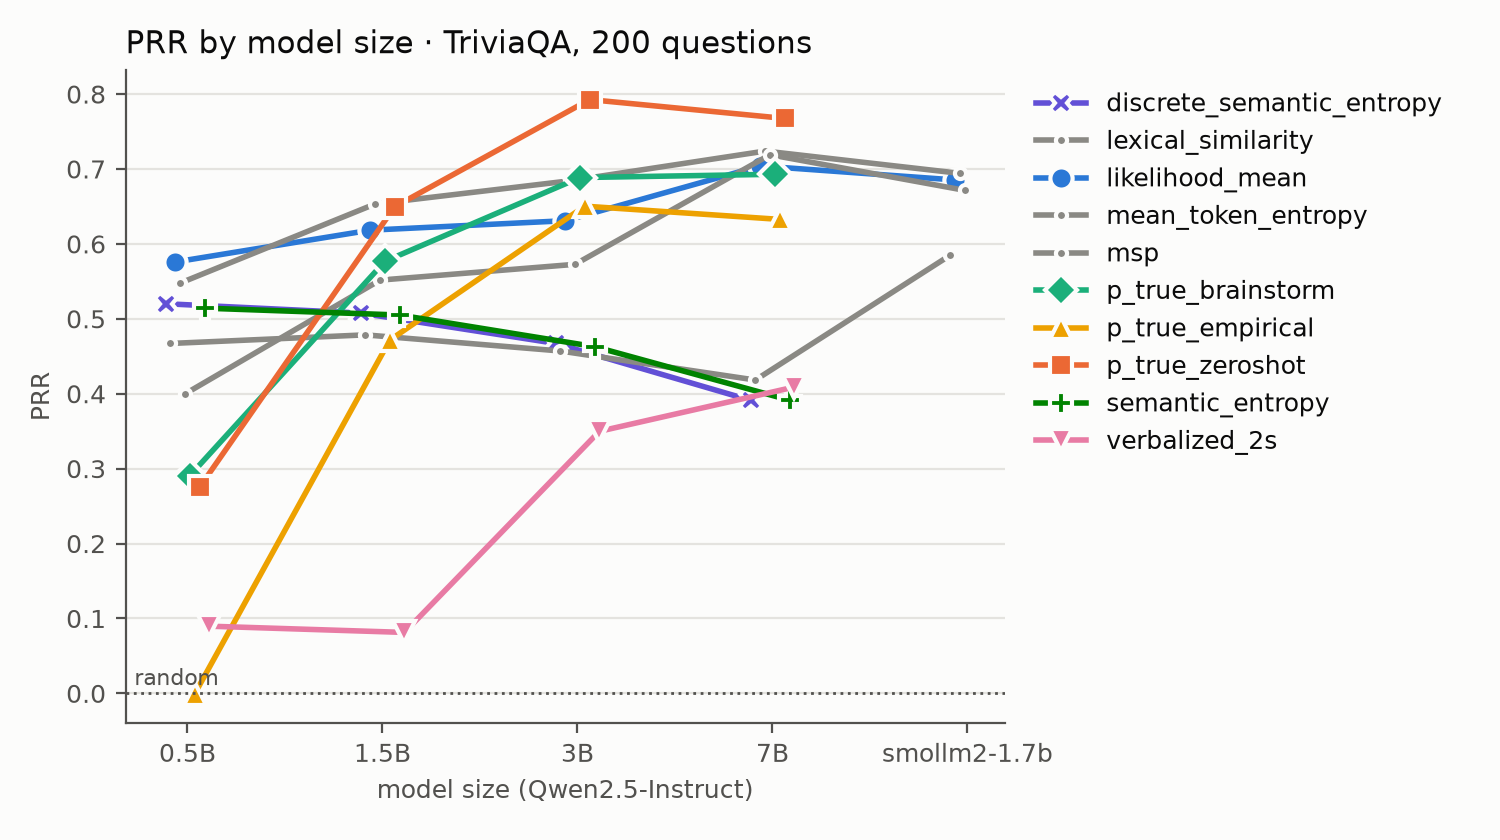 PRR by model size · TriviaQA, 200 questions
0.8
0.7
0.6
0.5
0.4
0.3
0.2
0.1
0.0
PRR
random
0.5B
1.5B
3B
7B
smollm2-1.7b
model size (Qwen2.5-Instruct)
discrete_semantic_entropy
lexical_similarity
likelihood_mean
mean_token_entropy
msp
p_true_brainstorm
p_true_empirical
p_true_zeroshot
semantic_entropy
verbalized_2s